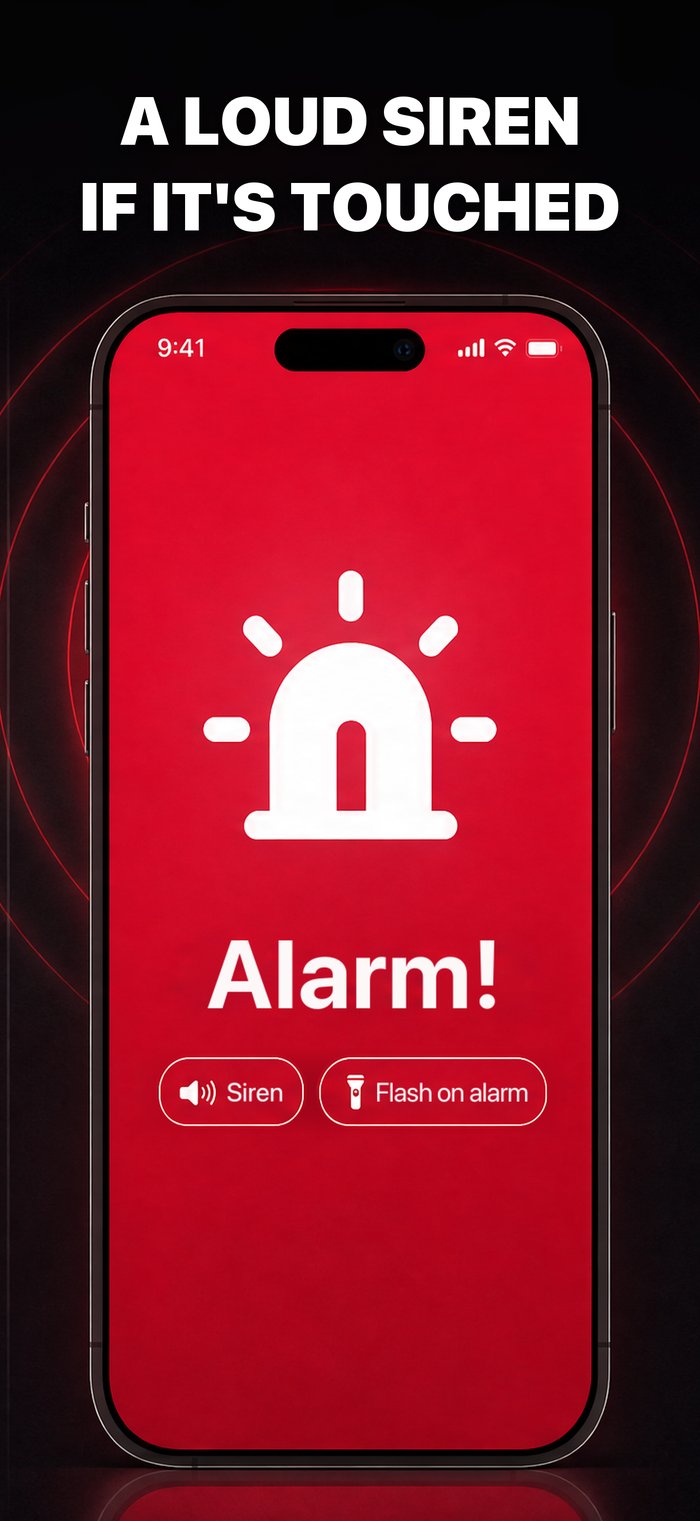 A LOUD SIREN
IF IT'S TOUCHED
9:41
Alarm!
Siren
Flash on alarm